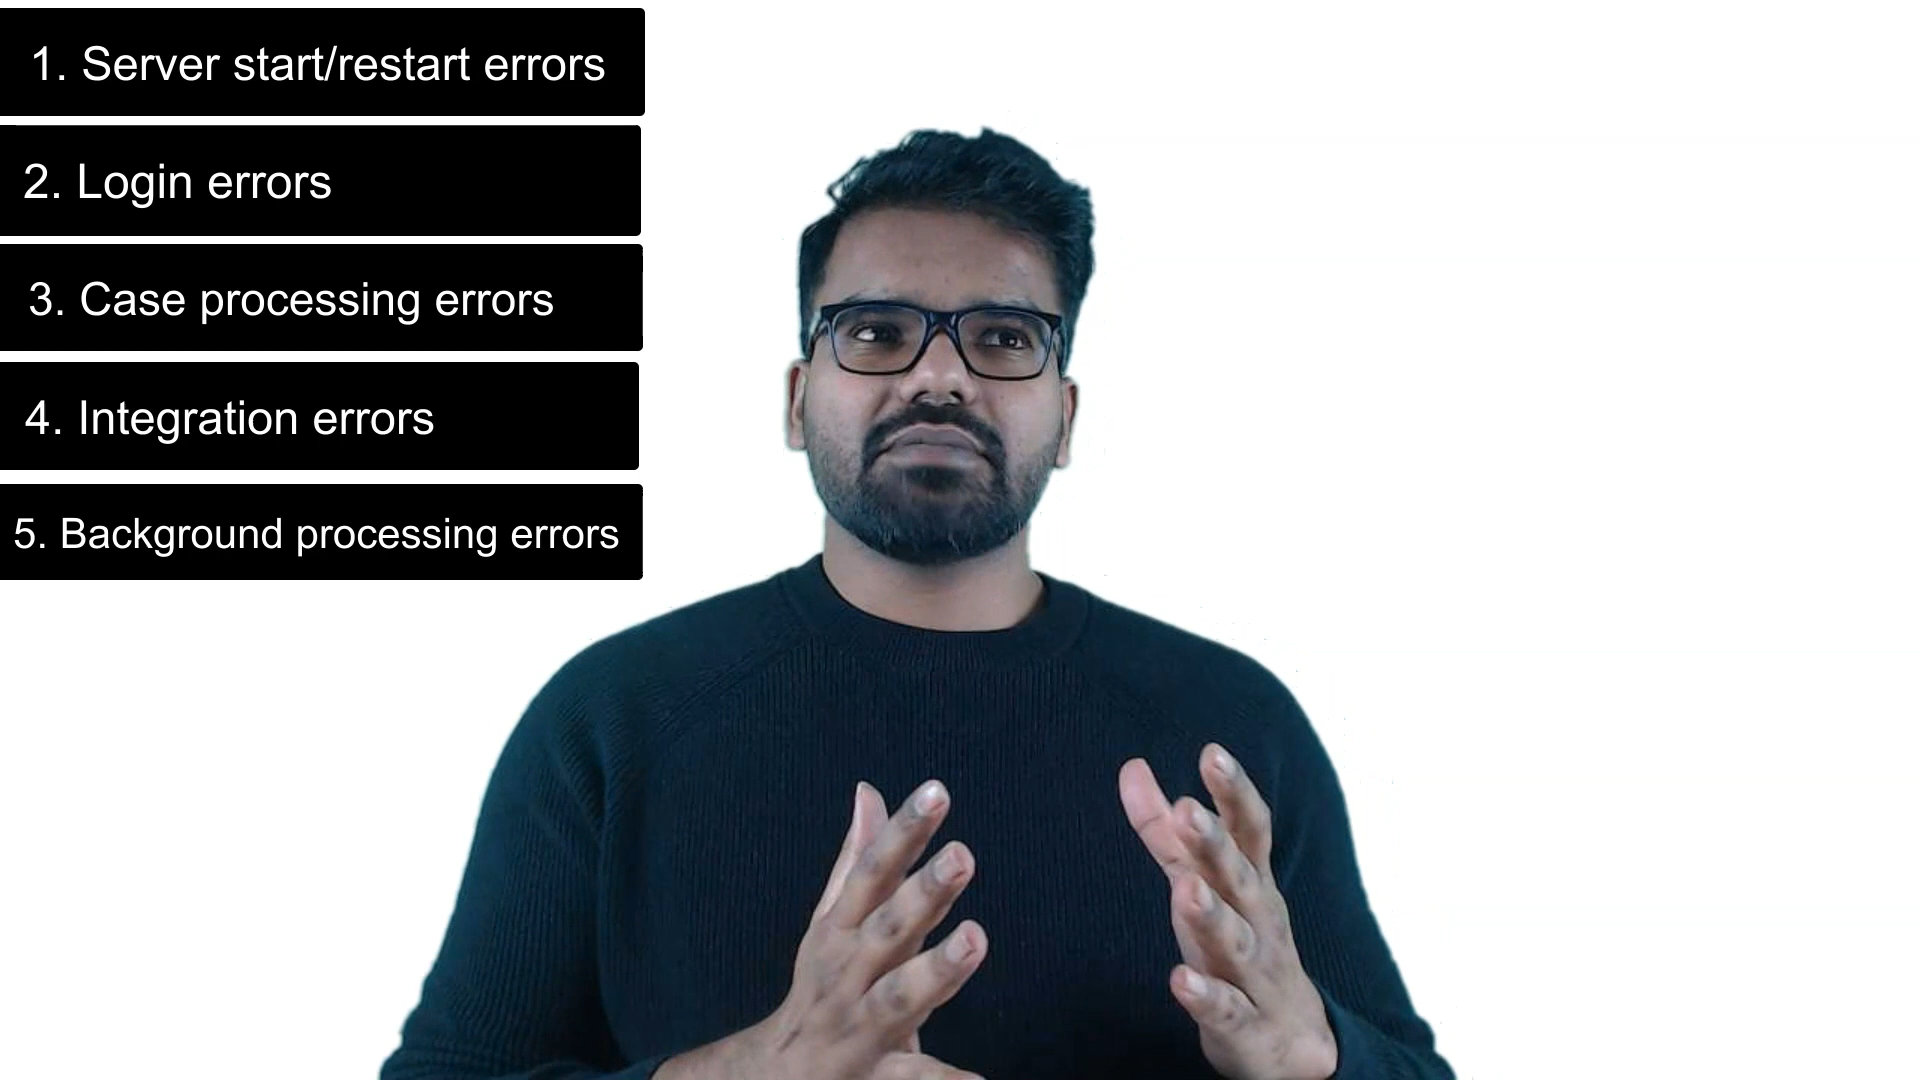 1. Server start/restart errors
2. Login errors
3. Case processing errors
4. Integration errors
5. Background processing errors